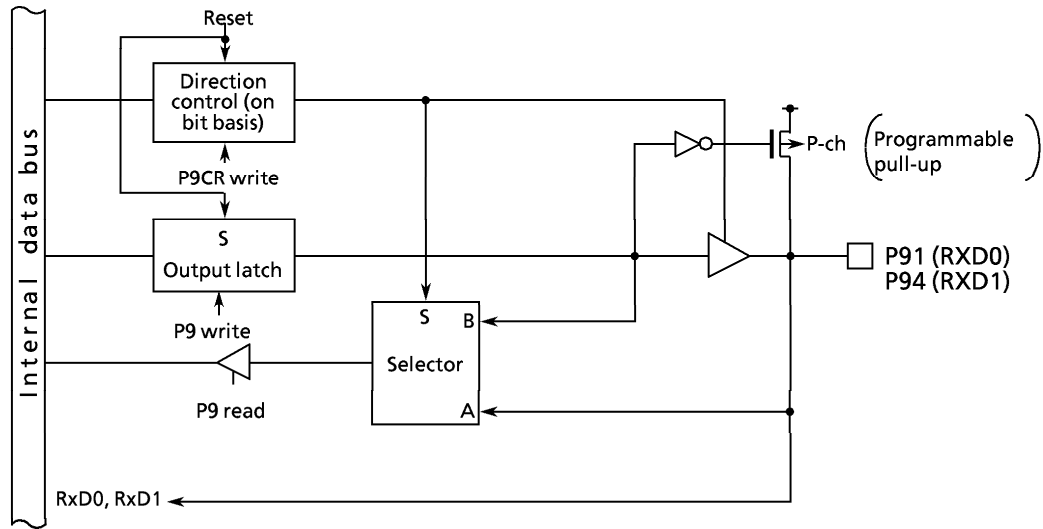 Reset
Internal data bus
Direction
control (on
bit basis)
P9CR write
P-ch
Programmable
pull-up
S
Output latch
P91 (RXD0)
P94 (RXD1)
P9 write
S
B
Selector
A
P9 read
RxD0, RxD1